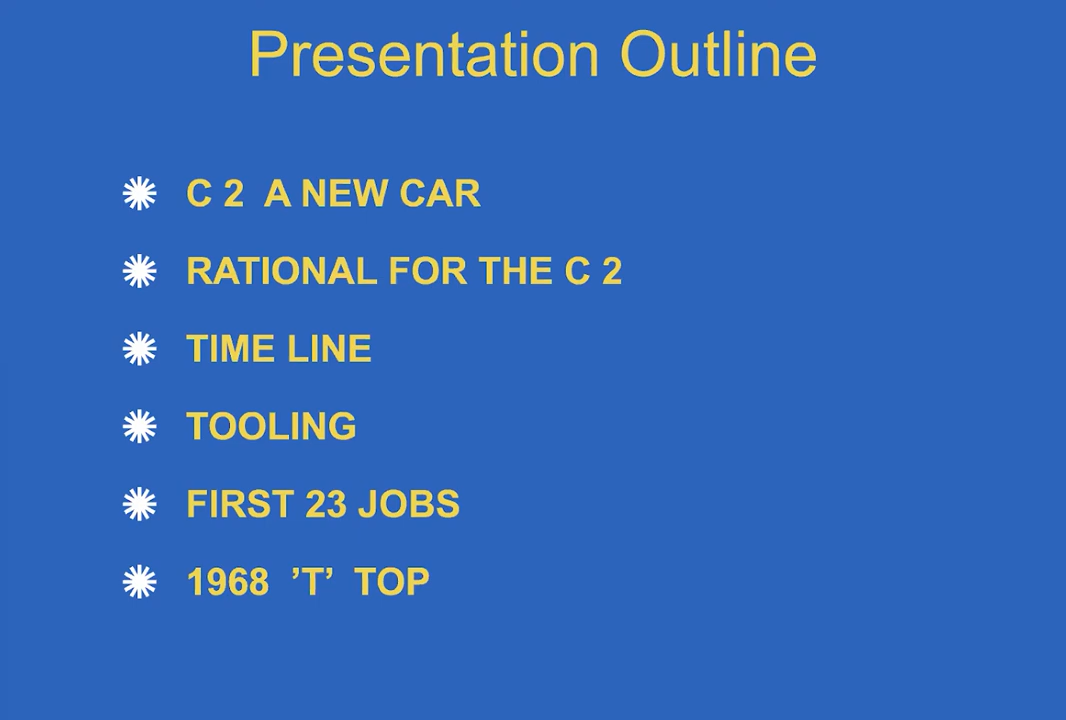 Presentation Outline
C 2 A NEW CAR
RATIONAL FOR THE C 2
TIME LINE
TOOLING
FIRST 23 JOBS
1968 ’T’ TOP